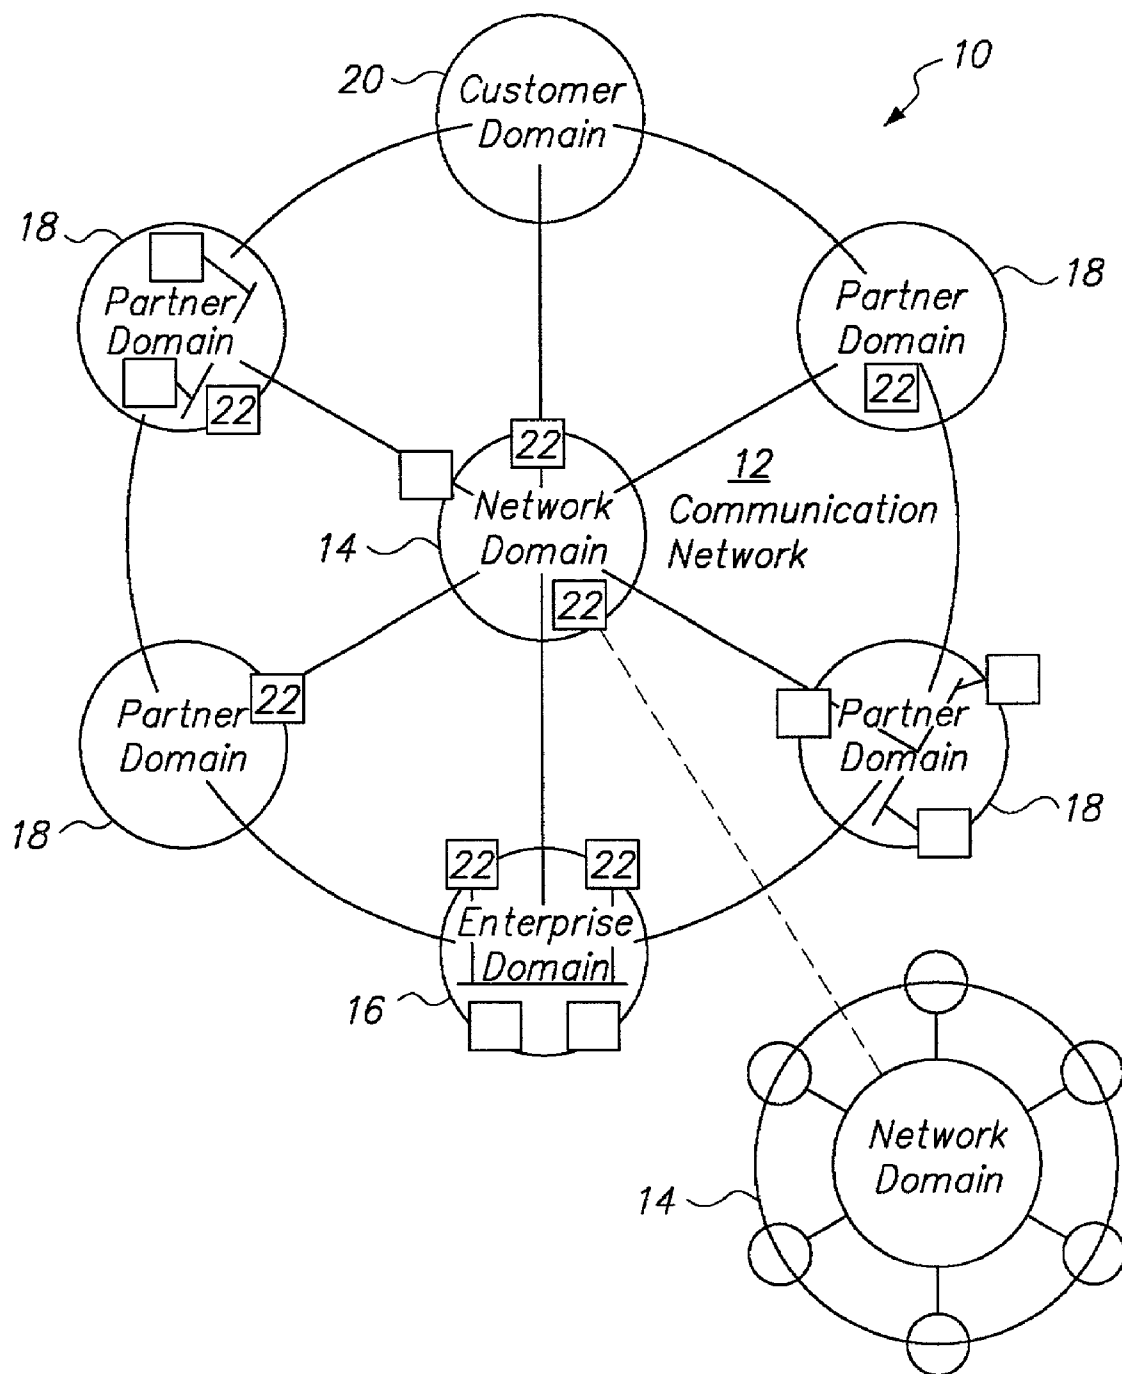 10
20
Customer
Domain
18
Partner
Domain
22
18
Partner
Domain
22
22
12
Communication
Network
14
Network
Domain
22
Partner
Domain
22
18
Partner
Domain
18
22
22
Enterprise
Domain
16
Network
Domain
14